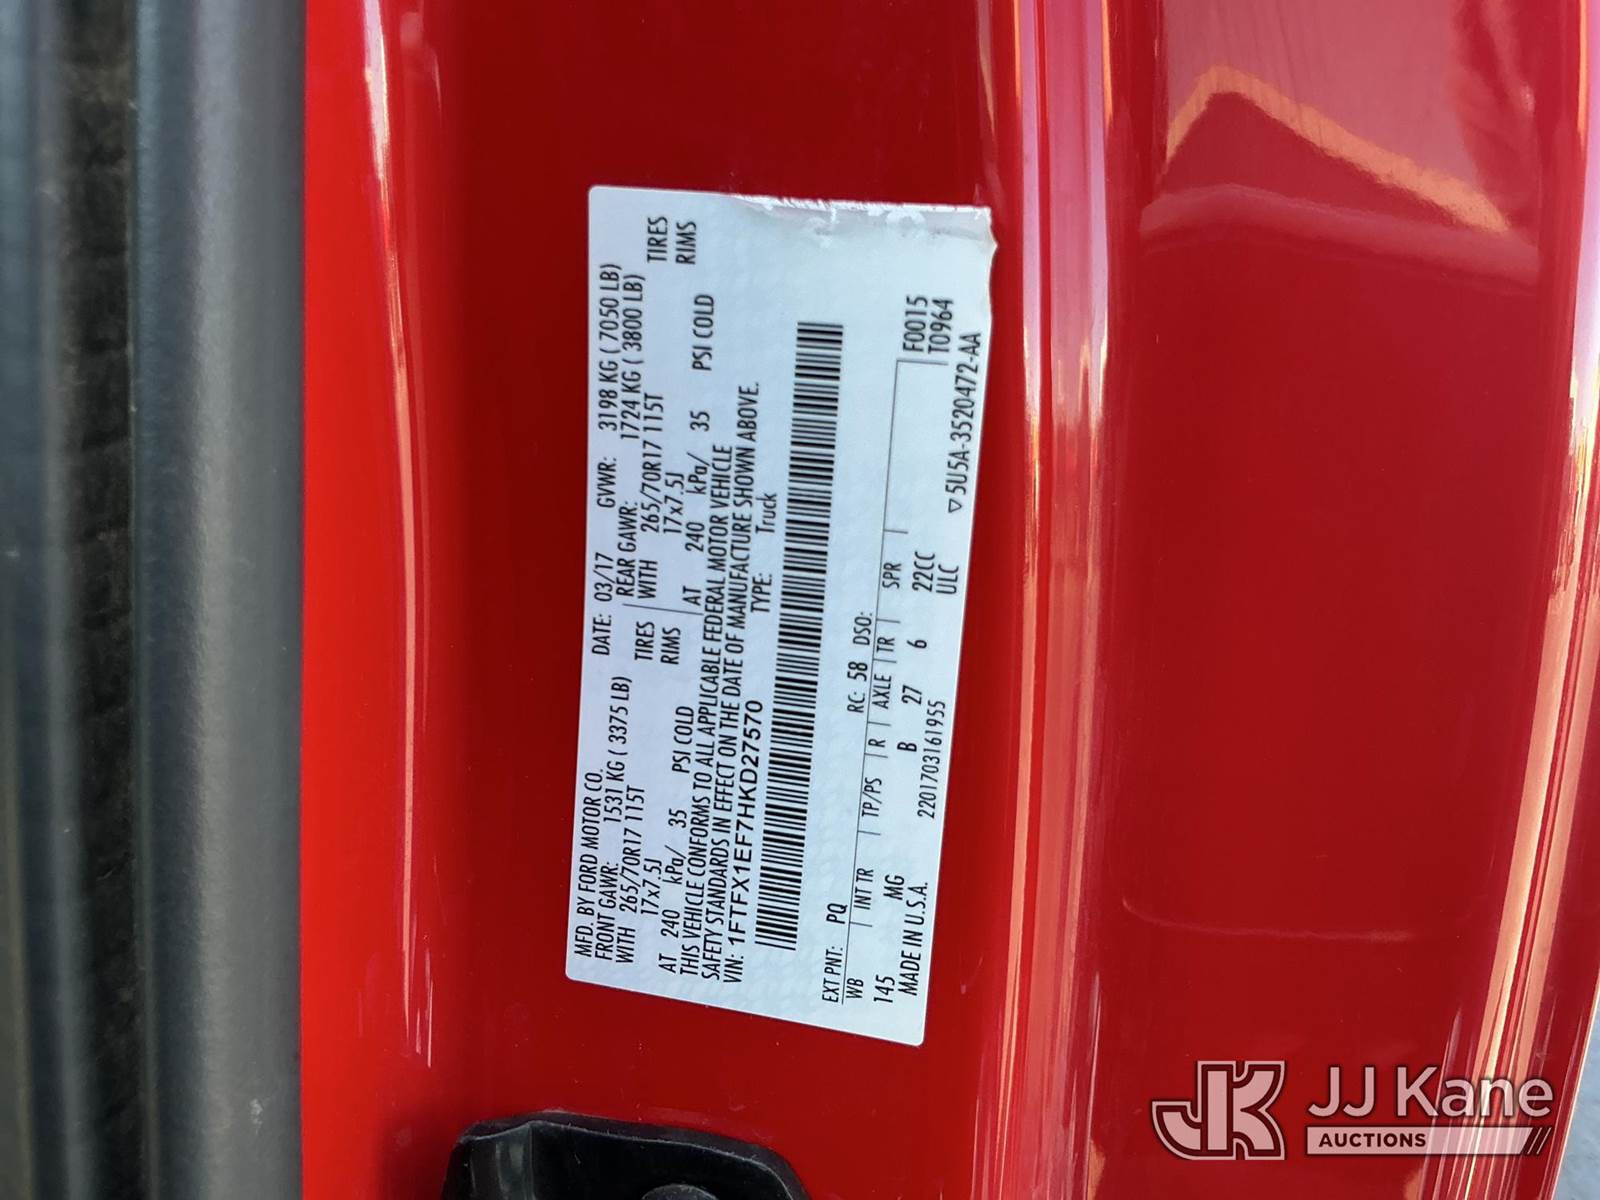 MFD. BY FORD MOTOR CO. DATE: 03/17 GVWR: 3198 KG ( 7050 LB)
FRONT GAWR: 1531 KG ( 3375 LB) REAR GAWR: 1724 KG ( 3800 LB)
WITH 265/70R17 115T TIRES WITH 265/70R17 115T TIRES
17x7.5J RIMS 17x7.5J RIMS
AT 240 kPa/ 35 PSI COLD AT 240 kPa/ 35 PSI COLD
THIS VEHICLE CONFORMS TO ALL APPLICABLE FEDERAL MOTOR VEHICLE
SAFETY STANDARDS IN EFFECT ON THE DATE OF MANUFACTURE SHOWN ABOVE.
VIN: 1FTFX1EF7HKD27570 TYPE: Truck
EXT PNT: PQ RC: 58 DSO:
WB INT TR TP/PS R AXLE TR SPR F0015
145 MG B 27 6 22CC T0964
MADE IN U.S.A. 2201703161955 ULC
▽5U5A-3520472-AA
JK JJ Kane
AUCTIONS